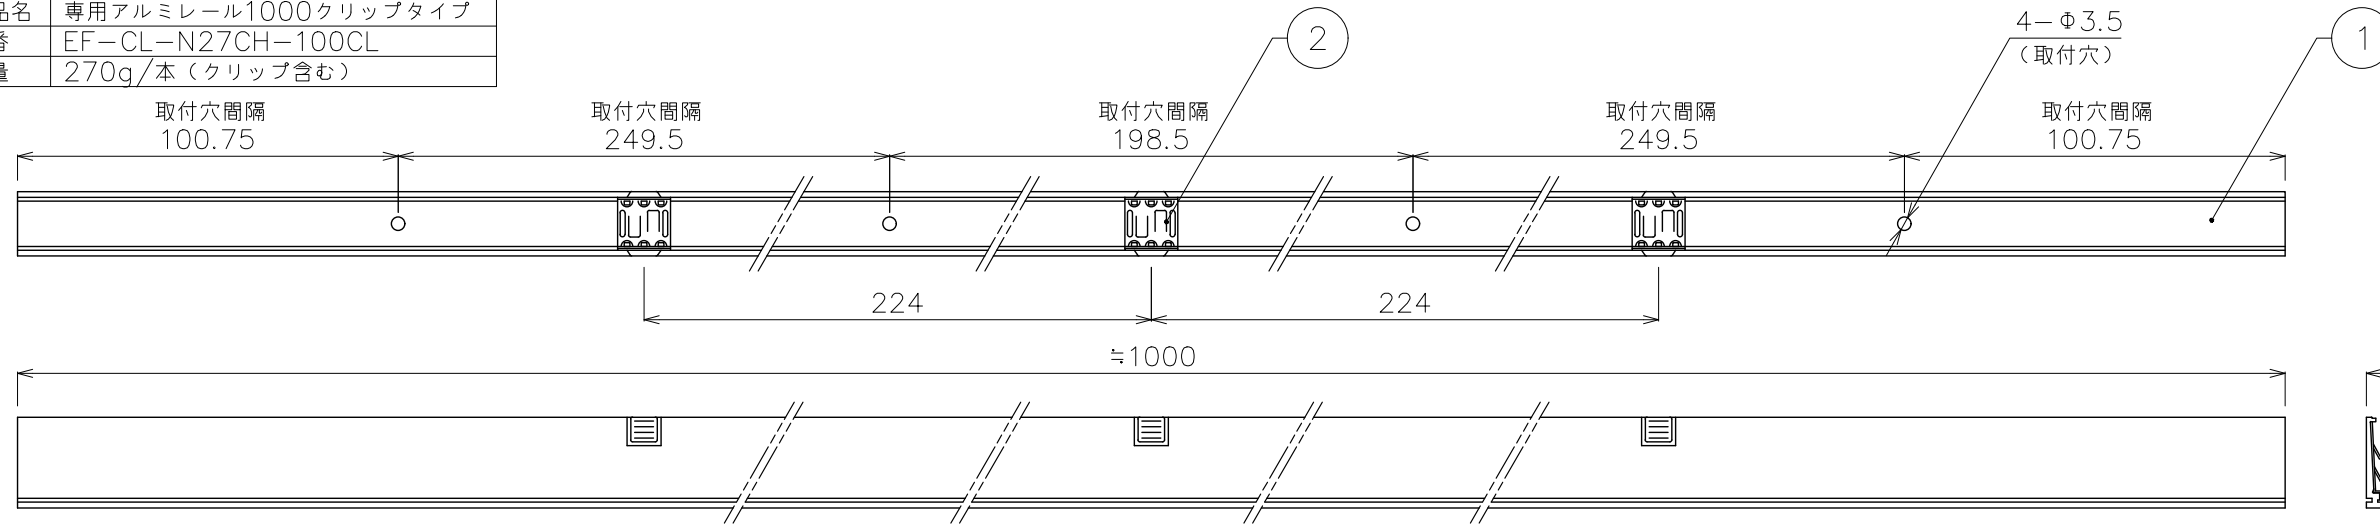 品名 専用アルミレール1000クリップタイプ
番 EF-CL-N27CH-100CL
量 270g/本（クリップ含む）
2
4-Φ3.5
（取付穴）
1
取付穴間隔 取付穴間隔 取付穴間隔 取付穴間隔 取付穴間隔
100.75 249.5 198.5 249.5 100.75
224 224
≒1000